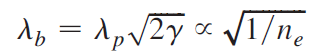 λ_b = λ_p√2γ ∝ √1/n_e